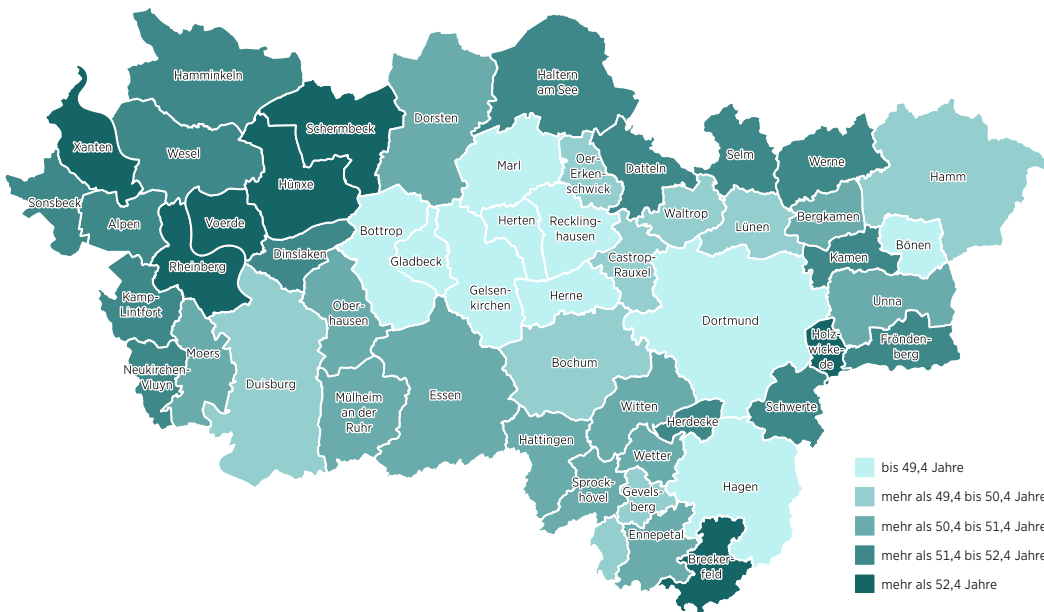 Hamminkeln
Haltern
am See
Schermbeck
Dorsten
Xanten
Wesel
Marl
Oer-
Erken-
schwick
Datteln
Selm
Werne
Hamm
Hünxe
Sonsbeck
Alpen
Voerde
Bottrop
Herten
Reckling-
hausen
Waltrop
Lünen
Bergkamen
Bönen
Dinslaken
Gladbeck
Castrop-
Rauxel
Kamen
Rheinberg
Kamp-
Lintfort
Ober-
hausen
Gelsen-
kirchen
Herne
Dortmund
Unna
Holz-
wicke-
de
Frönden-
berg
Moers
Neukirchen-
Vluyn
Duisburg
Bochum
Mülheim
an der
Ruhr
Essen
Witten
Herdecke
Schwerte
Hattingen
Wetter
Sprock-
hövel
Gevels-
berg
Hagen
Ennepetal
Brecker-
feld
bis 49,4 Jahre
mehr als 49,4 bis 50,4 Jahre
mehr als 50,4 bis 51,4 Jahre
mehr als 51,4 bis 52,4 Jahre
mehr als 52,4 Jahre